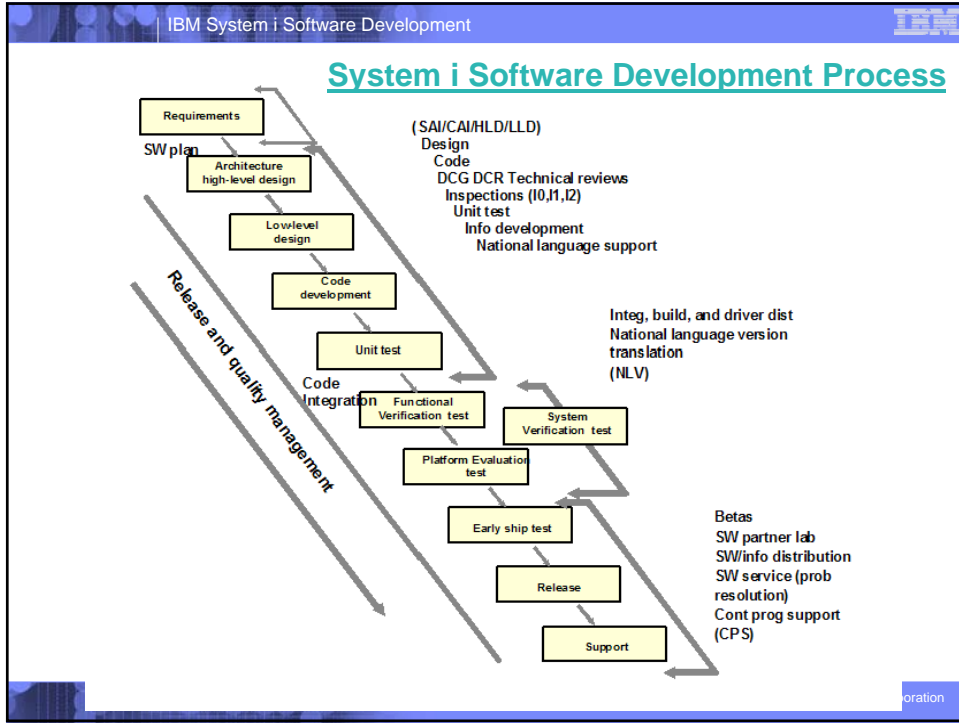 IBM System i Software Development
IBM
System i Software Development Process
Requirements
SW plan
Architecture
high-level design
Low-level
design
Code
development
Unit test
Code
Integration
Functional
Verification test
System
Verification test
Platform Evaluation
test
Early ship test
Release
Support
Release and quality management
(SAI/CAI/HLD/LLD)
Design
Code
DCG DCR Technical reviews
Inspections (I0,I1,I2)
Unit test
Info development
National language support
Integ, build, and driver dist
National language version
translation
(NLV)
Betas
SW partner lab
SW/info distribution
SW service (prob
resolution)
Cont prog support
(CPS)
oration